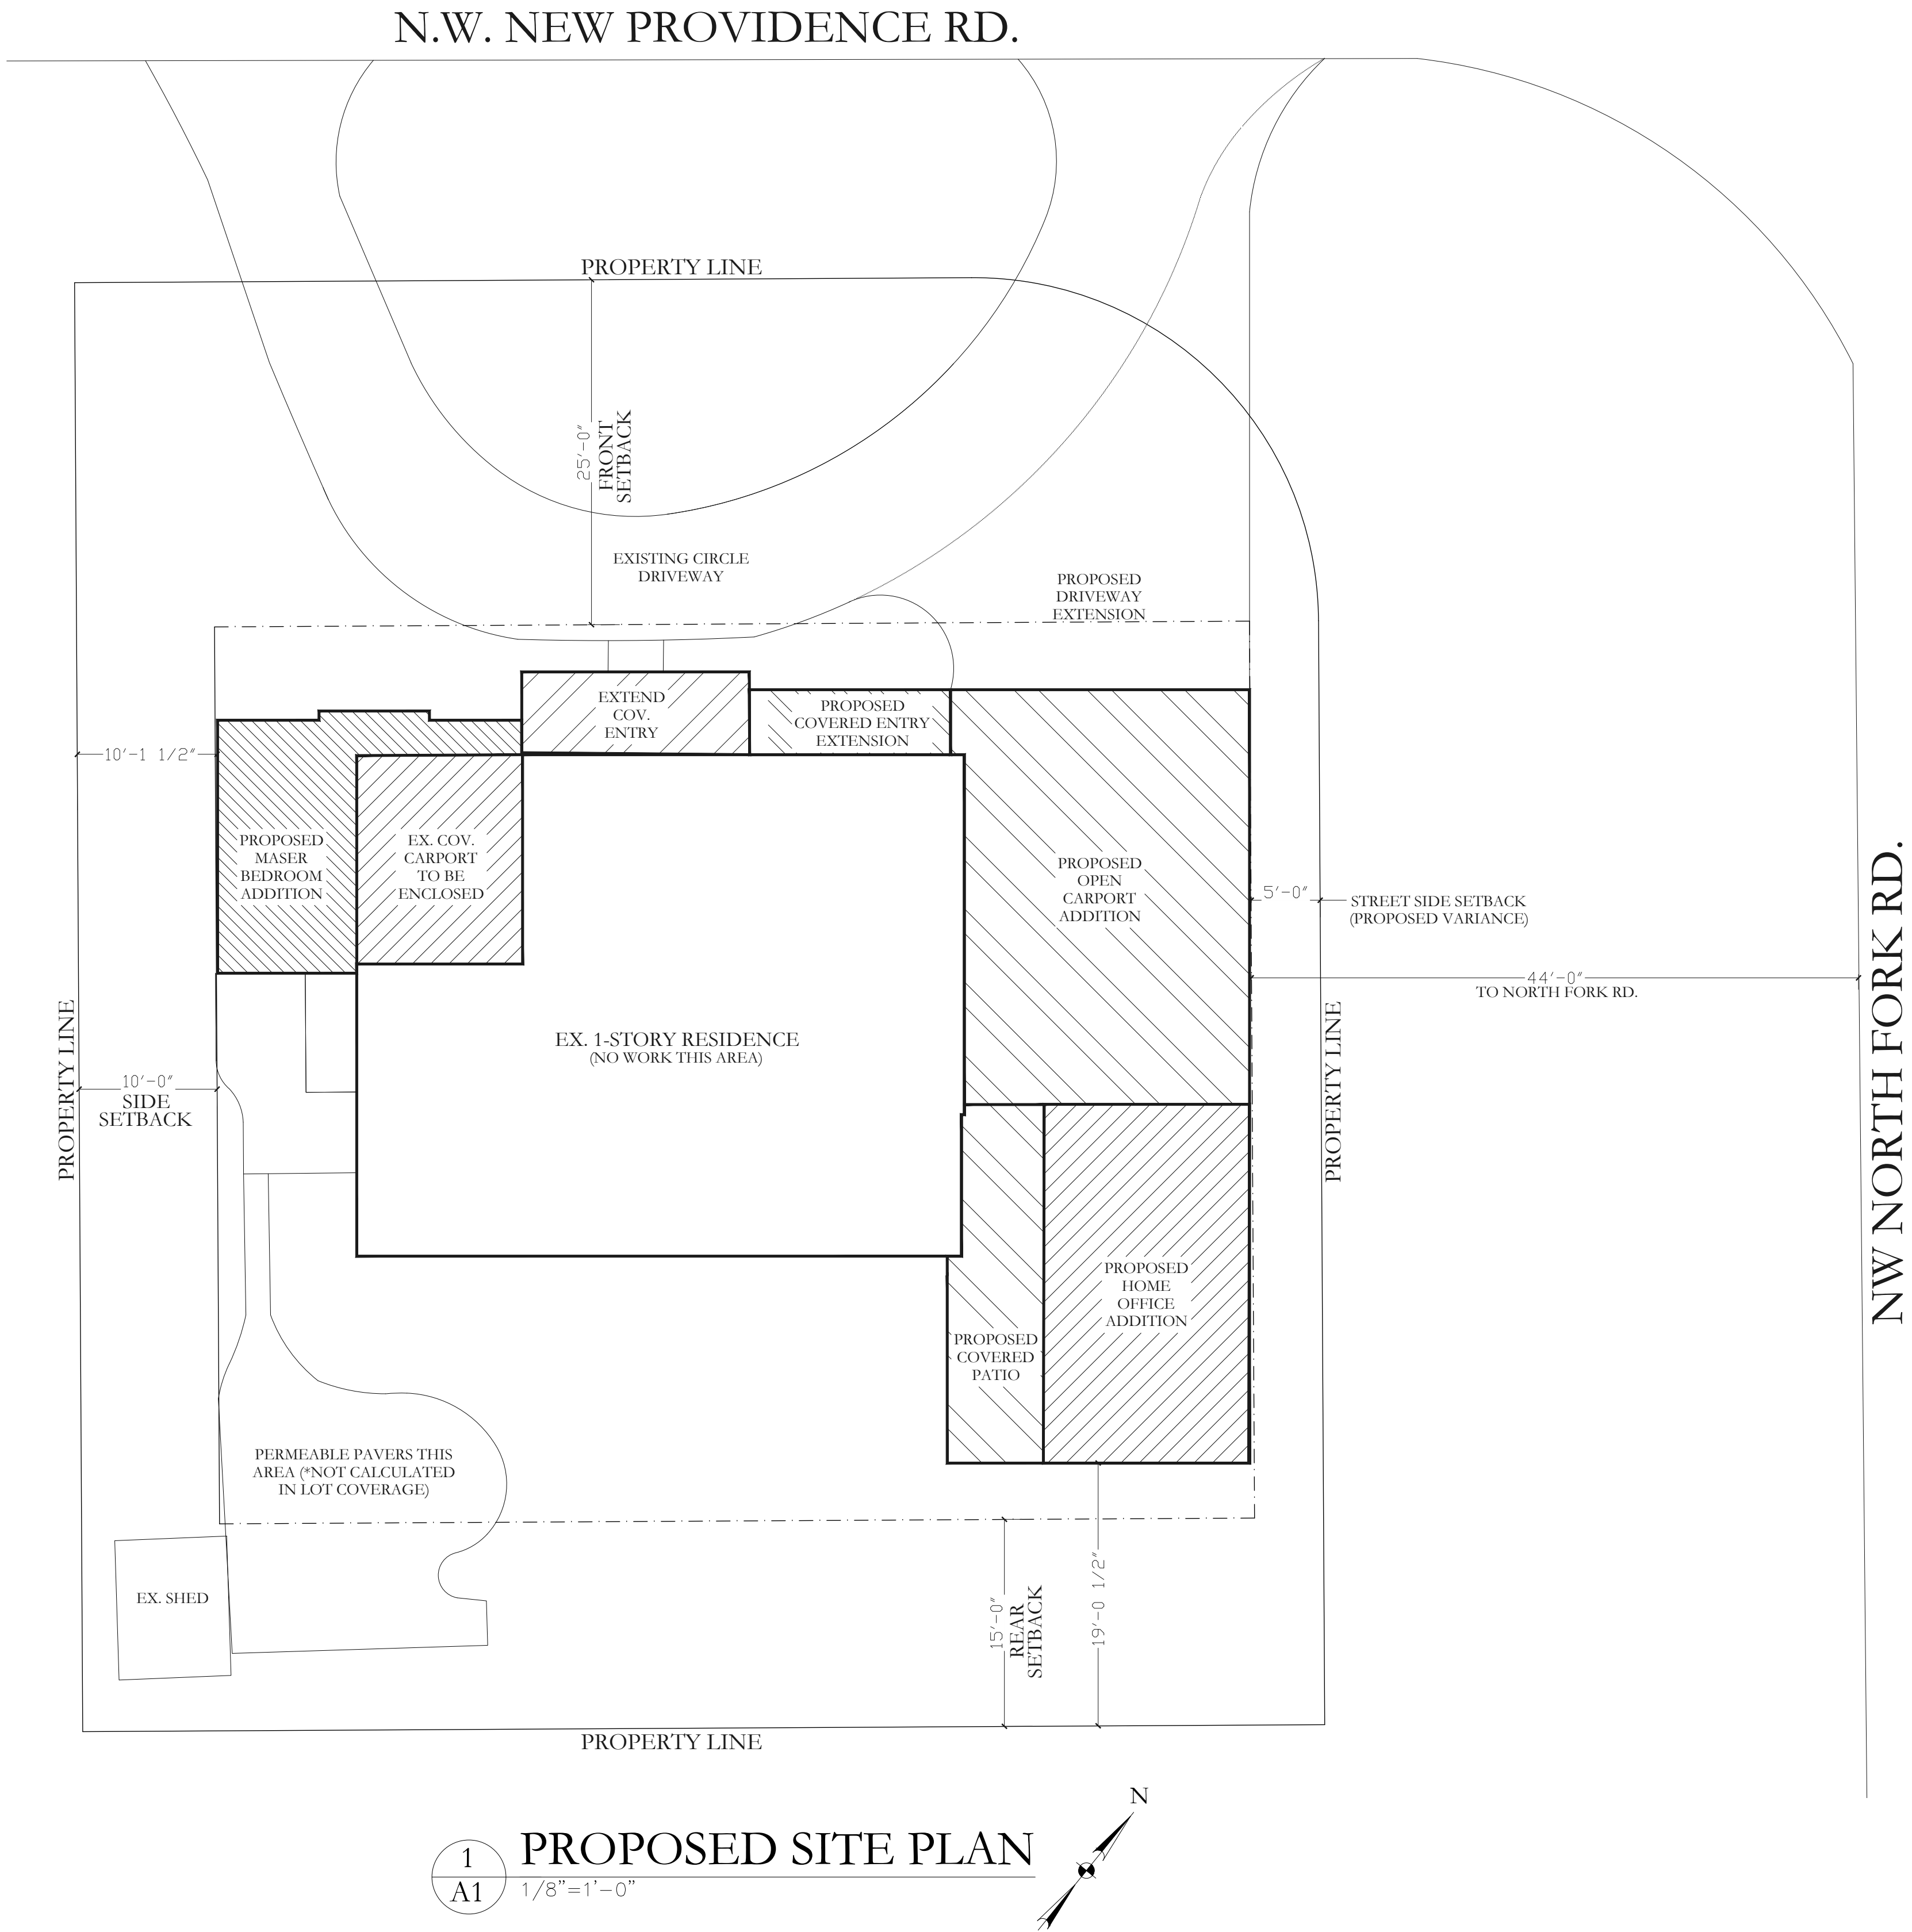 N.W. NEW PROVIDENCE RD.
PROPERTY LINE
25'-0"
FRONT
SETBACK
EXISTING CIRCLE
DRIVEWAY
PROPOSED
DRIVEWAY
EXTENSION
EXTEND
COV.
ENTRY
PROPOSED
COVERED ENTRY
EXTENSION
10'-1 1/2"
PROPOSED
MASER
BEDROOM
ADDITION
EX. COV.
CARPORT
TO BE
ENCLOSED
PROPOSED
OPEN
CARPORT
ADDITION
5'-0"
STREET SIDE SETBACK
(PROPOSED VARIANCE)
44'-0"
TO NORTH FORK RD.
NW NORTH FORK RD.
PROPERTY LINE
EX. 1-STORY RESIDENCE
(NO WORK THIS AREA)
PROPERTY LINE
10'-0"
SIDE
SETBACK
PROPOSED
HOME
OFFICE
ADDITION
PROPOSED
COVERED
PATIO
PERMEABLE PAVERS THIS
AREA (*NOT CALCULATED
IN LOT COVERAGE)
EX. SHED
15'-0"
REAR
SETBACK
19'-0 1/2"
PROPERTY LINE
N
1
A1
PROPOSED SITE PLAN
1/8"=1'-0"